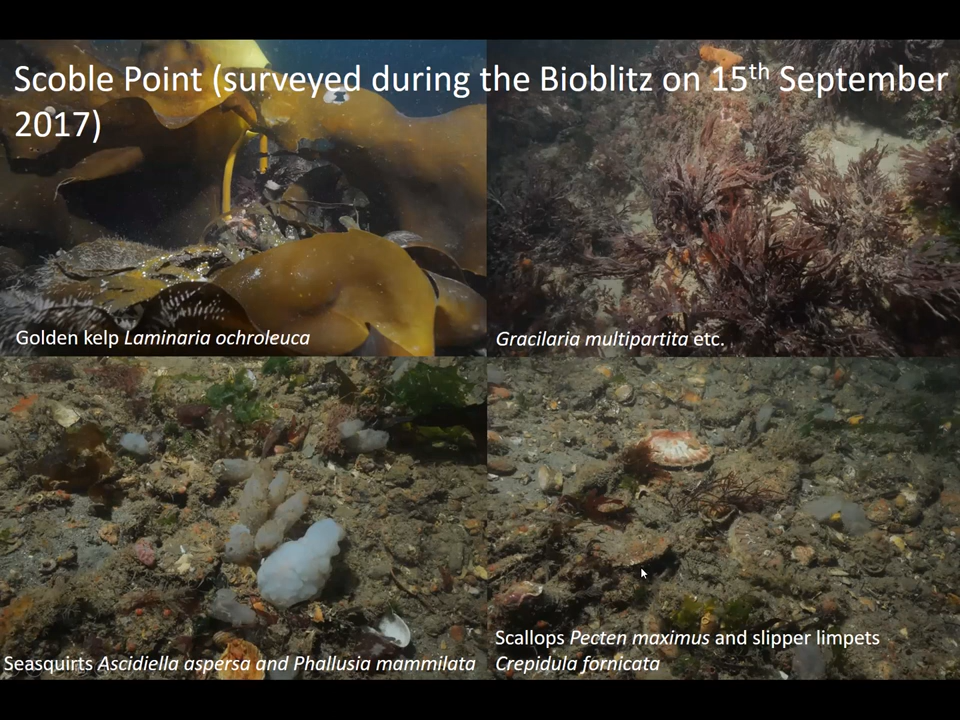 Scoble Point (surveyed during the Bioblitz on 15th September
2017)
Golden kelp Laminaria ochroleuca
Gracilaria multipartita etc.
Seasquirts Ascidiella aspersa and Phallusia mammilata
Scallops Pecten maximus and slipper limpets
Crepidula fornicata